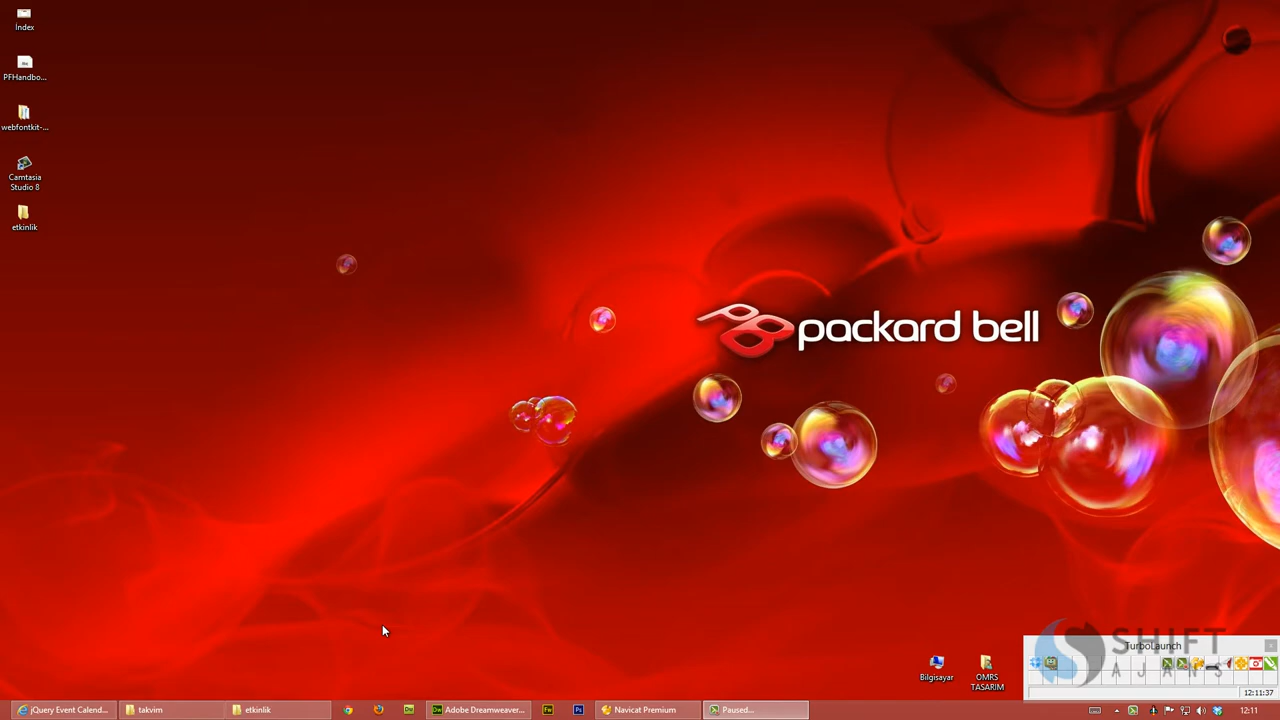 Index
PFHandbo...
webfontkit-...
Camtasia
Studio 8
etkinlik
packard bell
Bilgisayar
OMRS
TASARIM
SHIFT
AJANS
TurboLaunch
12:11:37
jQuery Event Calend...
takvim
etkinlik
Adobe Dreamweaver...
Navicat Premium
Paused...
12:11